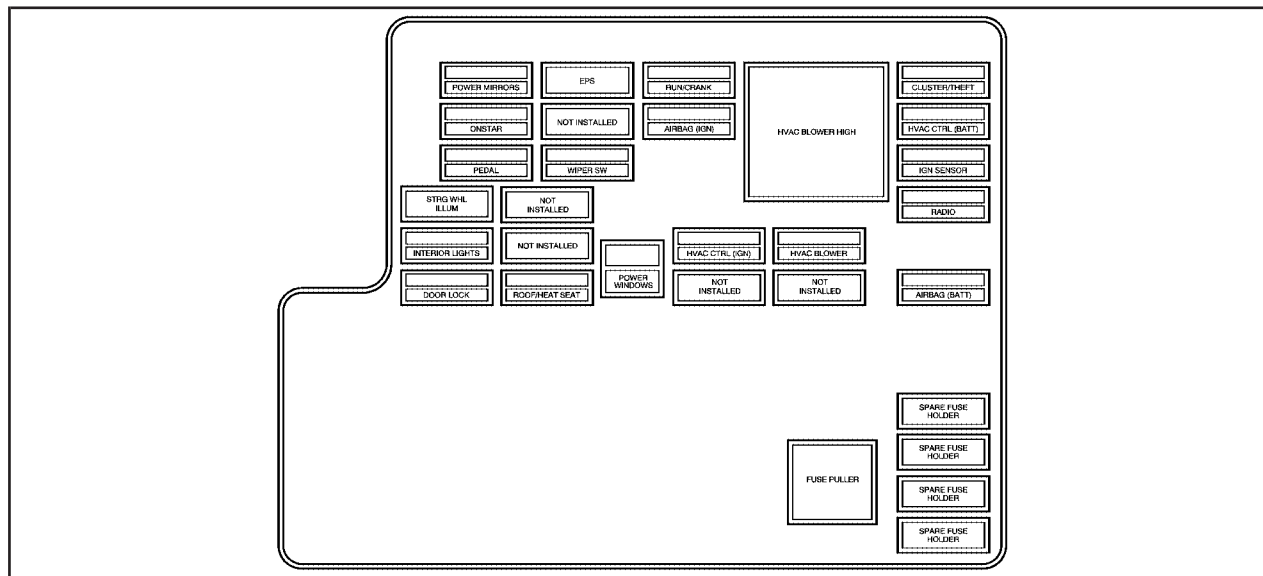 POWER MIRRORS
EPS
RUN/CRANK
HVAC BLOWER HIGH
CLUSTER/THEFT
ONSTAR
NOT INSTALLED
AIRBAG (IGN)
HVAC CTRL (BATT)
PEDAL
WIPER SW
IGN SENSOR
STRG WHL
ILLUM
NOT
INSTALLED
RADIO
INTERIOR LIGHTS
NOT INSTALLED
POWER
WINDOWS
HVAC CTRL (IGN)
HVAC BLOWER
DOOR LOCK
ROOF/HEAT SEAT
NOT
INSTALLED
NOT
INSTALLED
AIRBAG (BATT)
SPARE FUSE
HOLDER
SPARE FUSE
HOLDER
FUSE PULLER
SPARE FUSE
HOLDER
SPARE FUSE
HOLDER